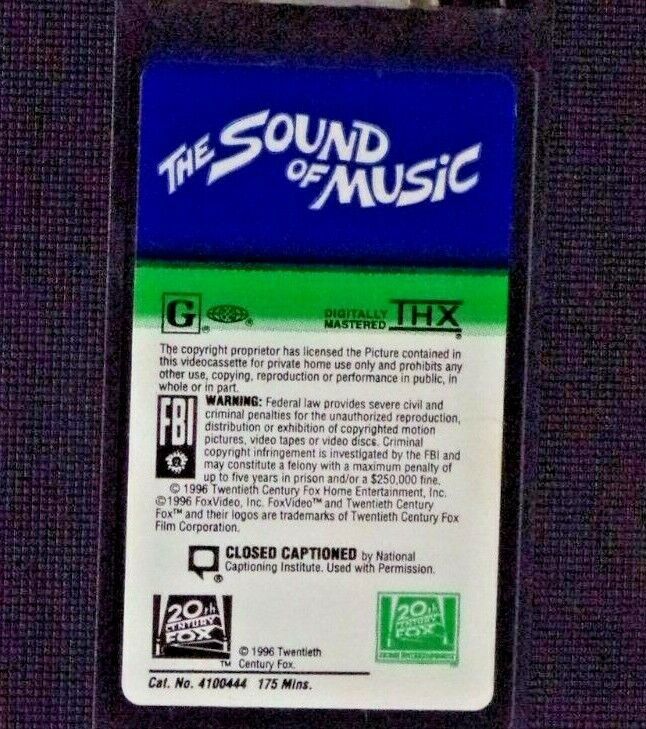 THE SOUND
OF MUSIC
G ® ®
DIGITALLY
MASTERED THX ®
The copyright proprietor has licensed the Picture contained in
this videocassette for private home use only and prohibits any
other use, copying, reproduction or performance in public, in
whole or in part.
FBI
WARNING: Federal law provides severe civil and
criminal penalties for the unauthorized reproduction,
distribution or exhibition of copyrighted motion
pictures, video tapes or video discs. Criminal
copyright infringement is investigated by the FBI and
may constitute a felony with a maximum penalty of
up to five years in prison and/or a $250,000 fine.
© 1996 Twentieth Century Fox Home Entertainment, Inc.
©1996 FoxVideo, Inc. FoxVideo™ and Twentieth Century
Fox™ and their logos are trademarks of Twentieth Century Fox
Film Corporation.
CLOSED CAPTIONED by National
® Captioning Institute. Used with Permission.
20th
CENTURY
FOX
TM © 1996 Twentieth
Century Fox.
20th
CENTURY
FOX
Cat. No. 4100444 175 Mins.